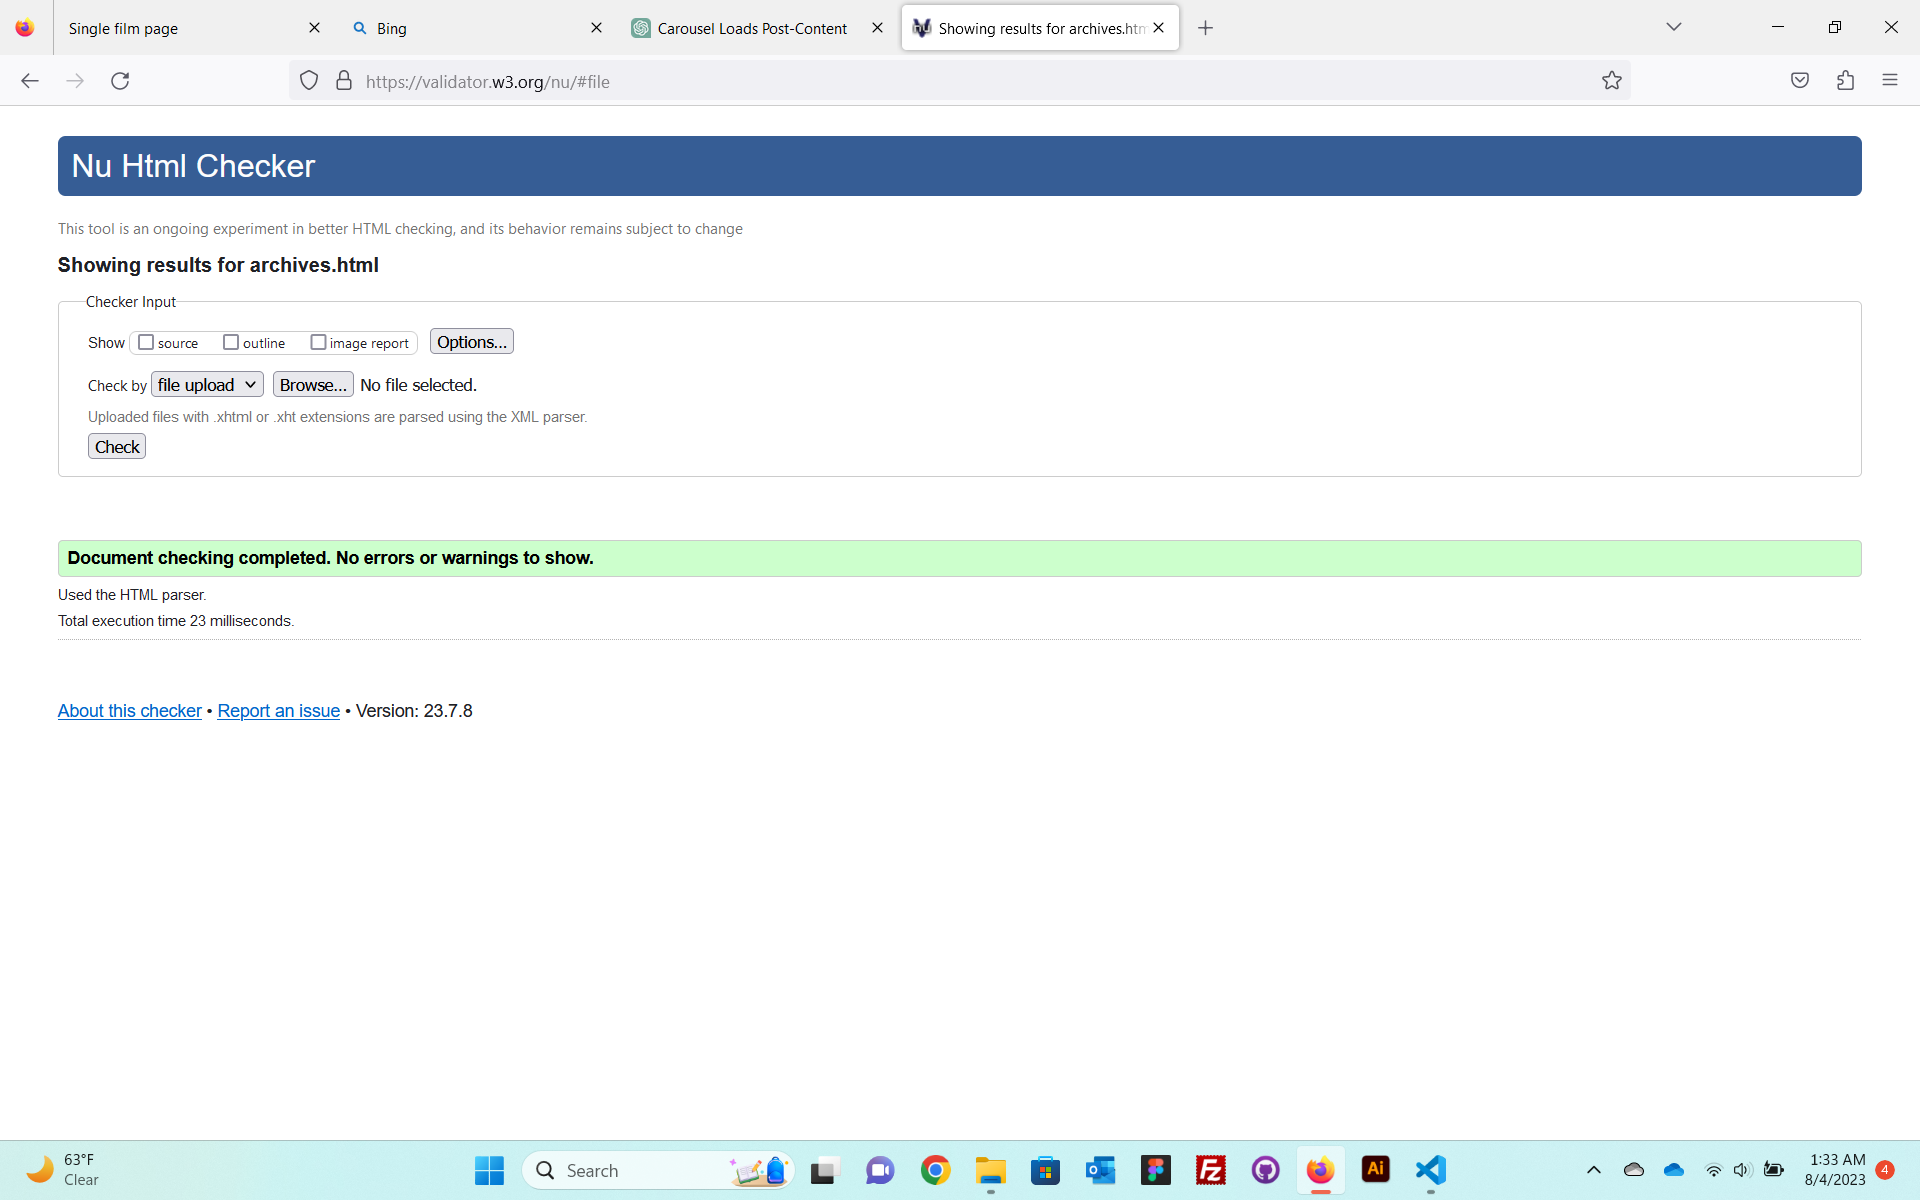 Single film page
Bing
Carousel Loads Post-Content
Showing results for archives.htm
https://validator.w3.org/nu/#file
Nu Html Checker
This tool is an ongoing experiment in better HTML checking, and its behavior remains subject to change
Showing results for archives.html
Checker Input
Show source outline image report Options...
Check by file upload Browse... No file selected.
Uploaded files with .xhtml or .xht extensions are parsed using the XML parser.
Check
Document checking completed. No errors or warnings to show.
Used the HTML parser.
Total execution time 23 milliseconds.
About this checker • Report an issue • Version: 23.7.8
63°F
Clear
Search
Ai
1:33 AM
8/4/2023
4